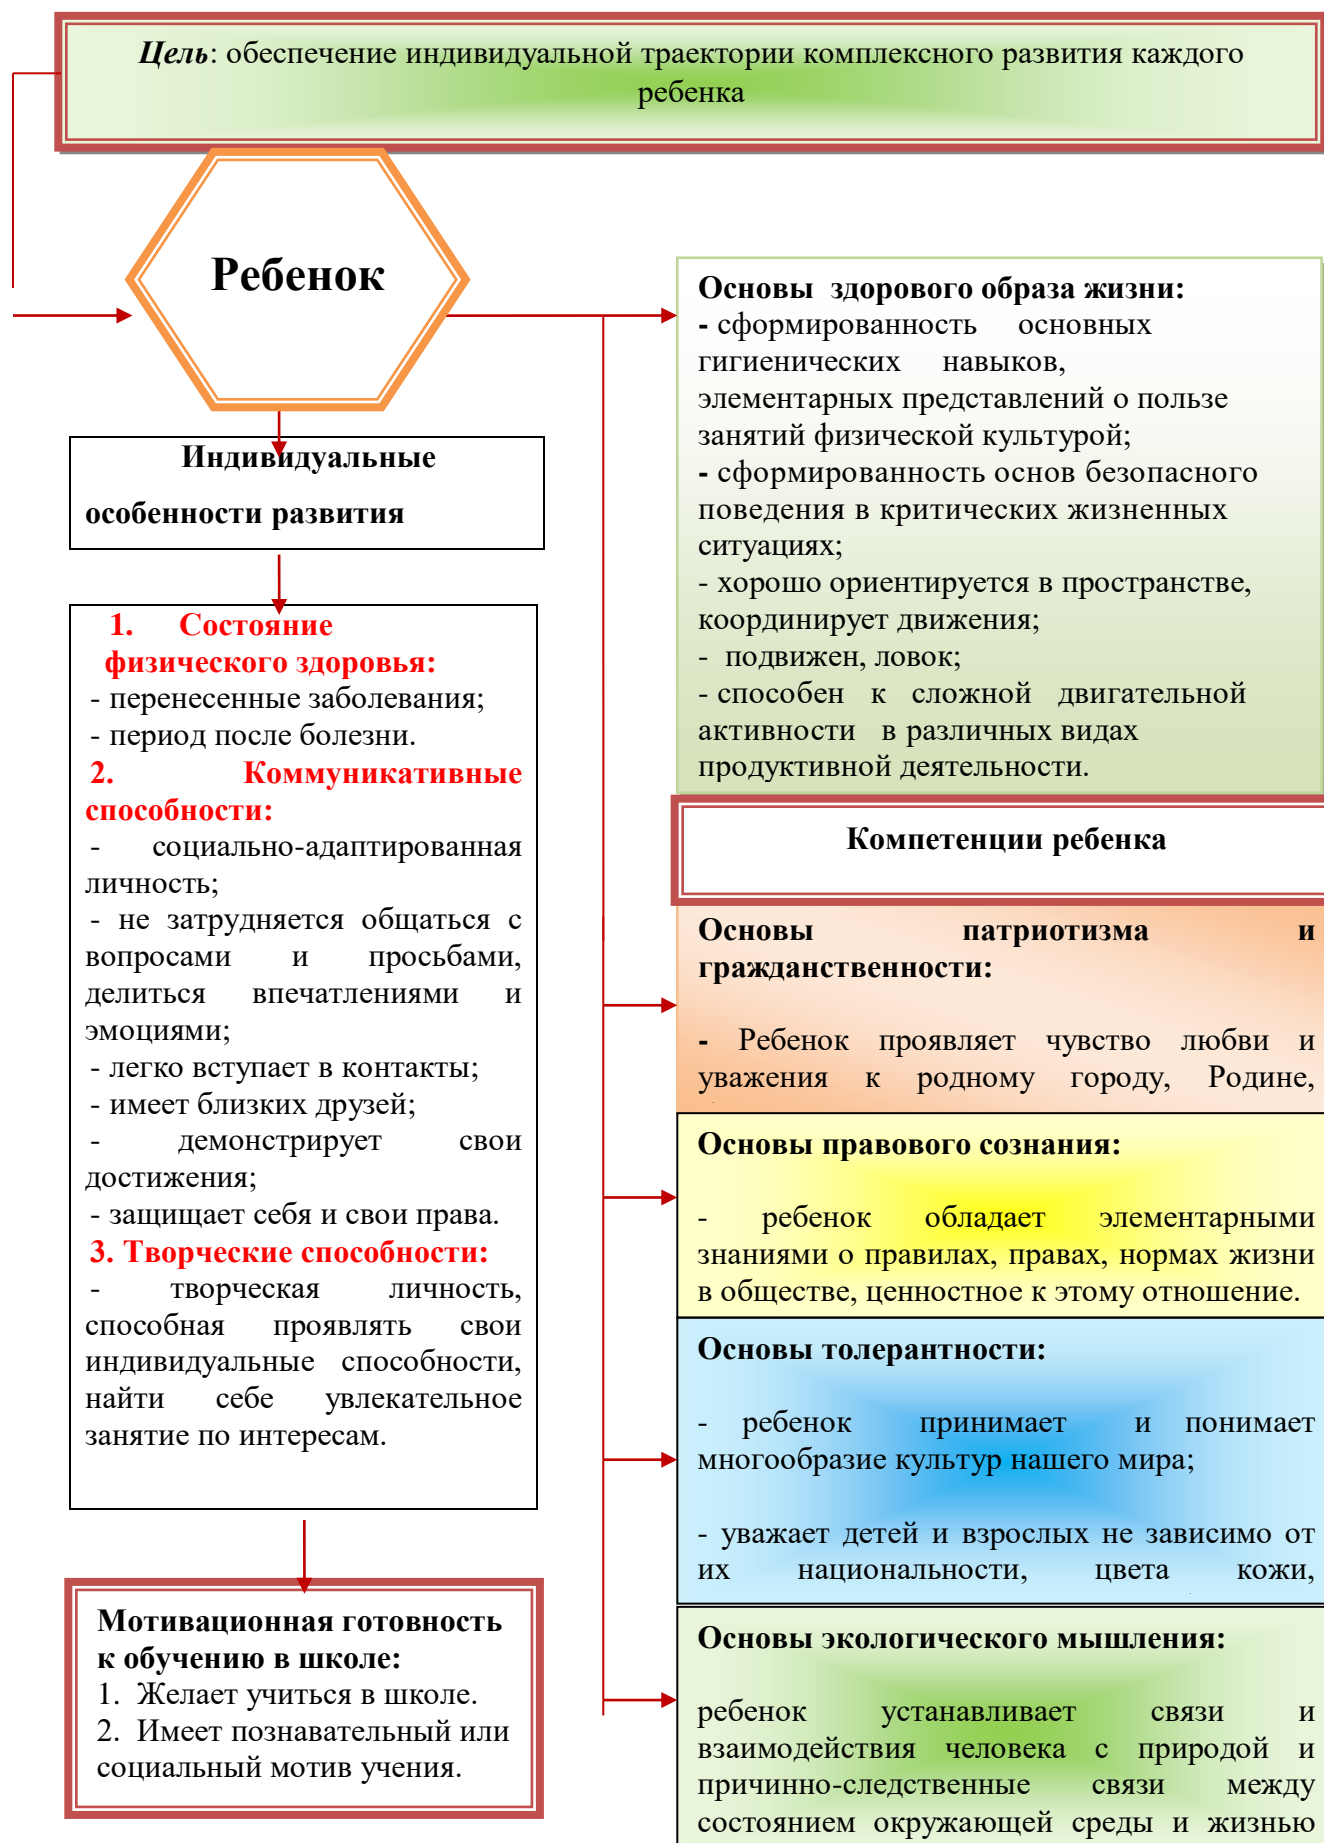 Цель: обеспечение индивидуальной траектории комплексного развития каждого
ребенка
Ребенок
Индивидуальные
особенности развития
1. Состояние
физического здоровья:
- перенесенные заболевания;
- период после болезни.
2. Коммуникативные
способности:
- социально-адаптированная
личность;
- не затрудняется общаться с
вопросами и просьбами,
делиться впечатлениями и
эмоциями;
- легко вступает в контакты;
- имеет близких друзей;
- демонстрирует свои
достижения;
- защищает себя и свои права.
3. Творческие способности:
- творческая личность,
способная проявлять свои
индивидуальные способности,
найти себе увлекательное
занятие по интересам.
Мотивационная готовность
к обучению в школе:
1. Желает учиться в школе.
2. Имеет познавательный или
социальный мотив учения.
Основы здорового образа жизни:
- сформированность основных
гигиенических навыков,
элементарных представлений о пользе
занятий физической культурой;
- сформированность основ безопасного
поведения в критических жизненных
ситуациях;
- хорошо ориентируется в пространстве,
координирует движения;
- подвижен, ловок;
- способен к сложной двигательной
активности в различных видах
продуктивной деятельности.
Компетенции ребенка
Основы патриотизма и
гражданственности:
- Ребенок проявляет чувство любви и
уважения к родному городу, Родине,
Основы правового сознания:
- ребенок обладает элементарными
знаниями о правилах, правах, нормах жизни
в обществе, ценностное к этому отношение.
Основы толерантности:
- ребенок принимает и понимает
многообразие культур нашего мира;
- уважает детей и взрослых не зависимо от
их национальности, цвета кожи,
Основы экологического мышления:
ребенок устанавливает связи и
взаимодействия человека с природой и
причинно-следственные связи между
состоянием окружающей среды и жизнью